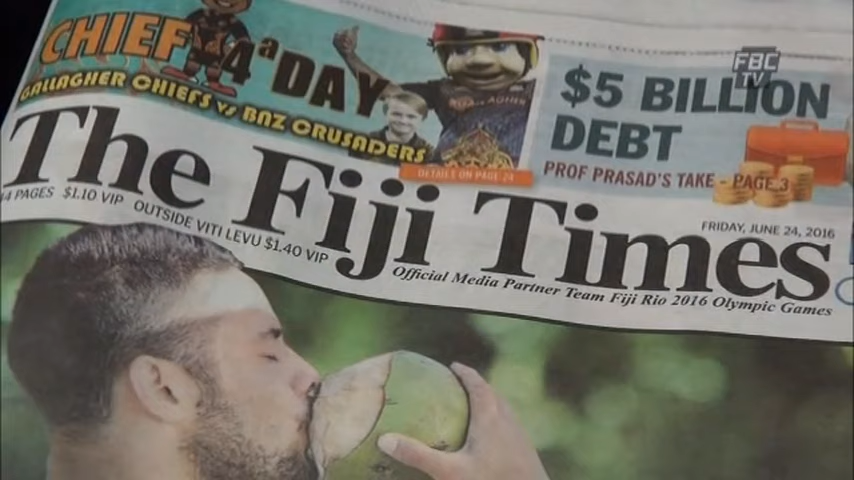 CHIEF 4a DAY
GALLAGHER CHIEFS vs BNZ CRUSADERS
DETAILS ON PAGE 24
$5 BILLION
DEBT
PROF PRASAD'S TAKE - PAGE 3
FBC
TV
The Fiji Times
4 PAGES $1.10 VIP OUTSIDE VITI LEVU $1.40 VIP
FRIDAY, JUNE 24, 2016
Official Media Partner Team Fiji Rio 2016 Olympic Games